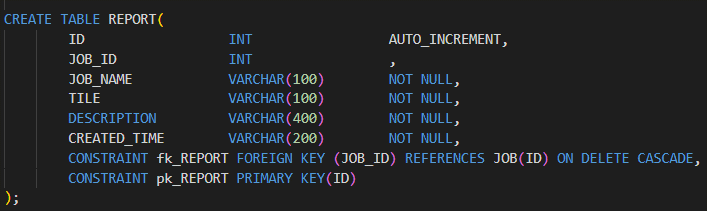 CREATE TABLE REPORT(
ID INT AUTO_INCREMENT,
JOB_ID INT ,
JOB_NAME VARCHAR(100) NOT NULL,
TILE VARCHAR(100) NOT NULL,
DESCRIPTION VARCHAR(400) NOT NULL,
CREATED_TIME VARCHAR(200) NOT NULL,
CONSTRAINT fk_REPORT FOREIGN KEY (JOB_ID) REFERENCES JOB(ID) ON DELETE CASCADE,
CONSTRAINT pk_REPORT PRIMARY KEY(ID)
);